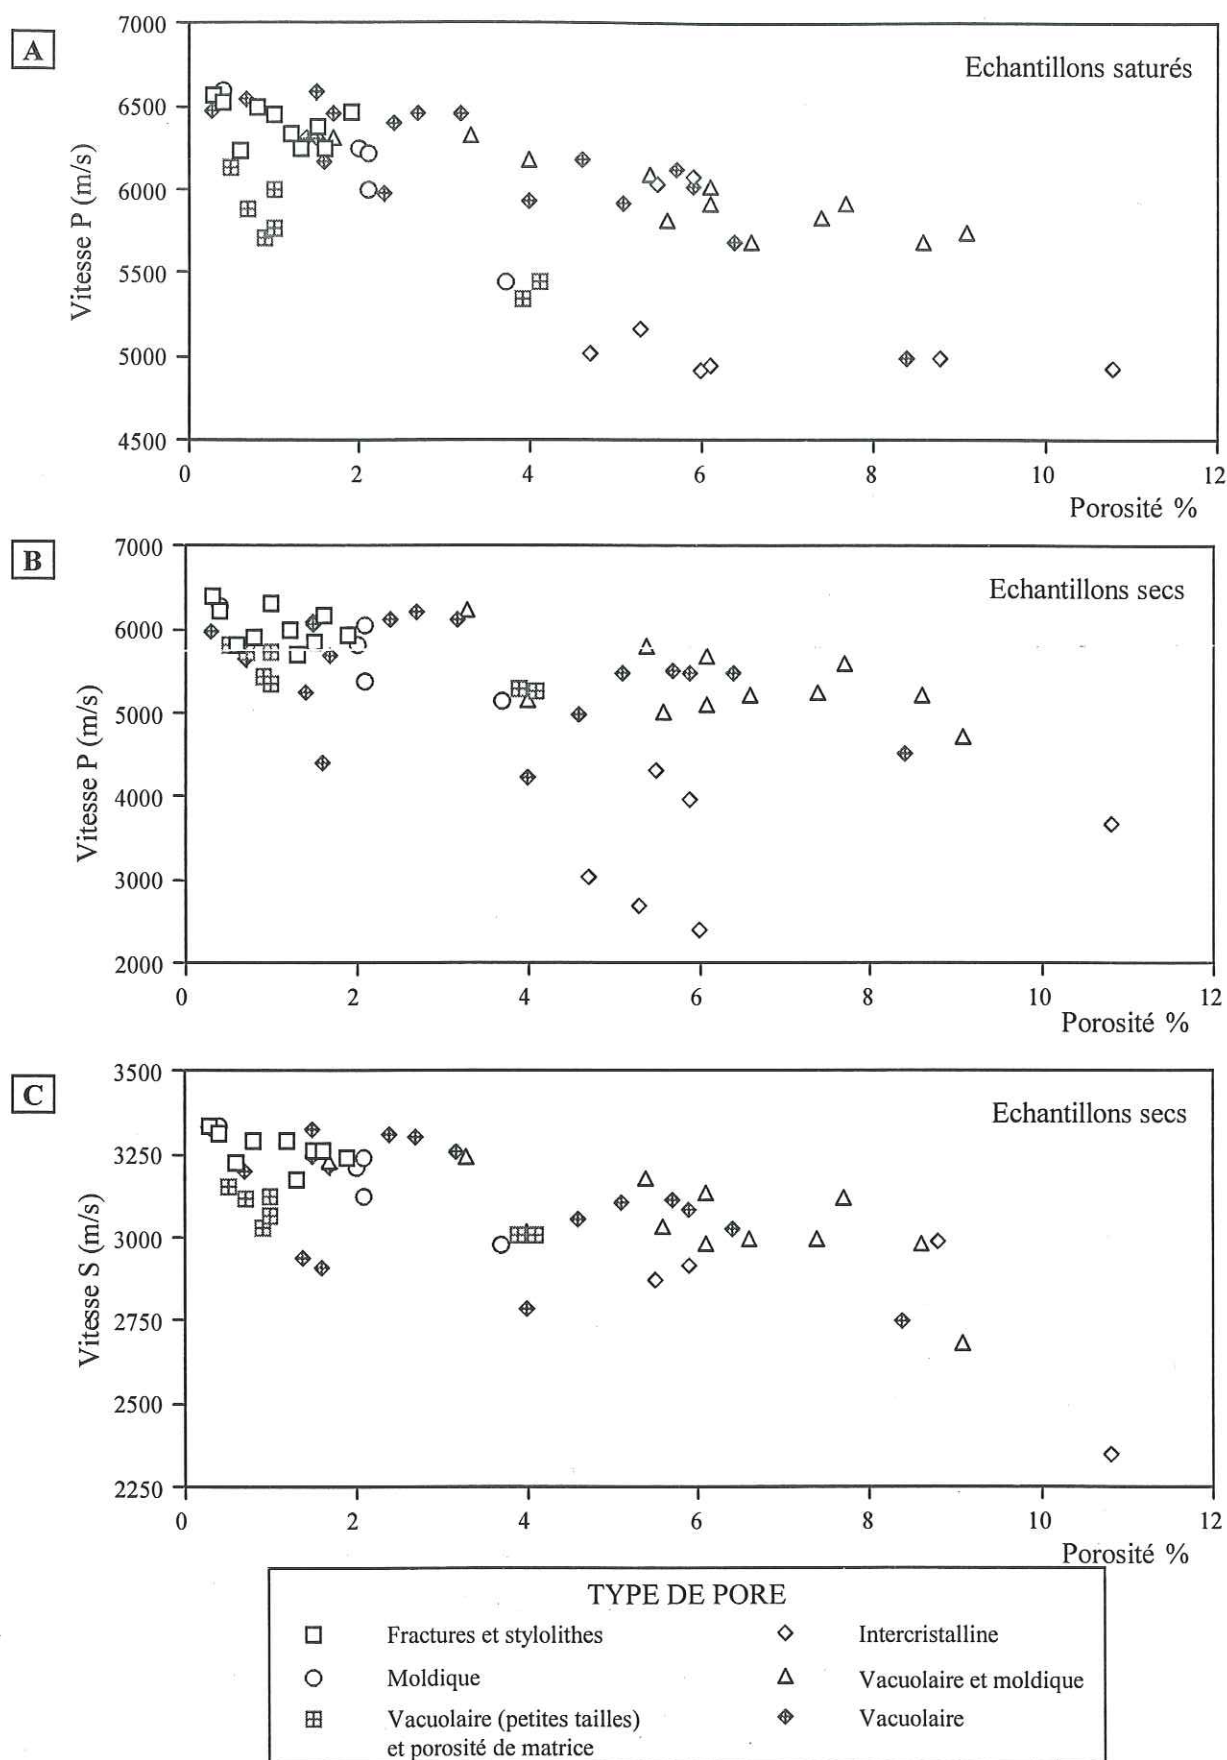 A
Echantillons saturés
Vitesse P (m/s)
7000
6500
6000
5500
5000
4500
0 2 4 6 8 10 12
Porosité %
B
Echantillons secs
Vitesse P (m/s)
7000
6000
5000
4000
3000
2000
0 2 4 6 8 10 12
Porosité %
C
Echantillons secs
Vitesse S (m/s)
3500
3250
3000
2750
2500
2250
0 2 4 6 8 10 12
Porosité %
TYPE DE PORE
Fractures et stylolithes
Moldique
Vacuolaire (petites tailles)
et porosité de matrice
Intercristalline
Vacuolaire et moldique
Vacuolaire